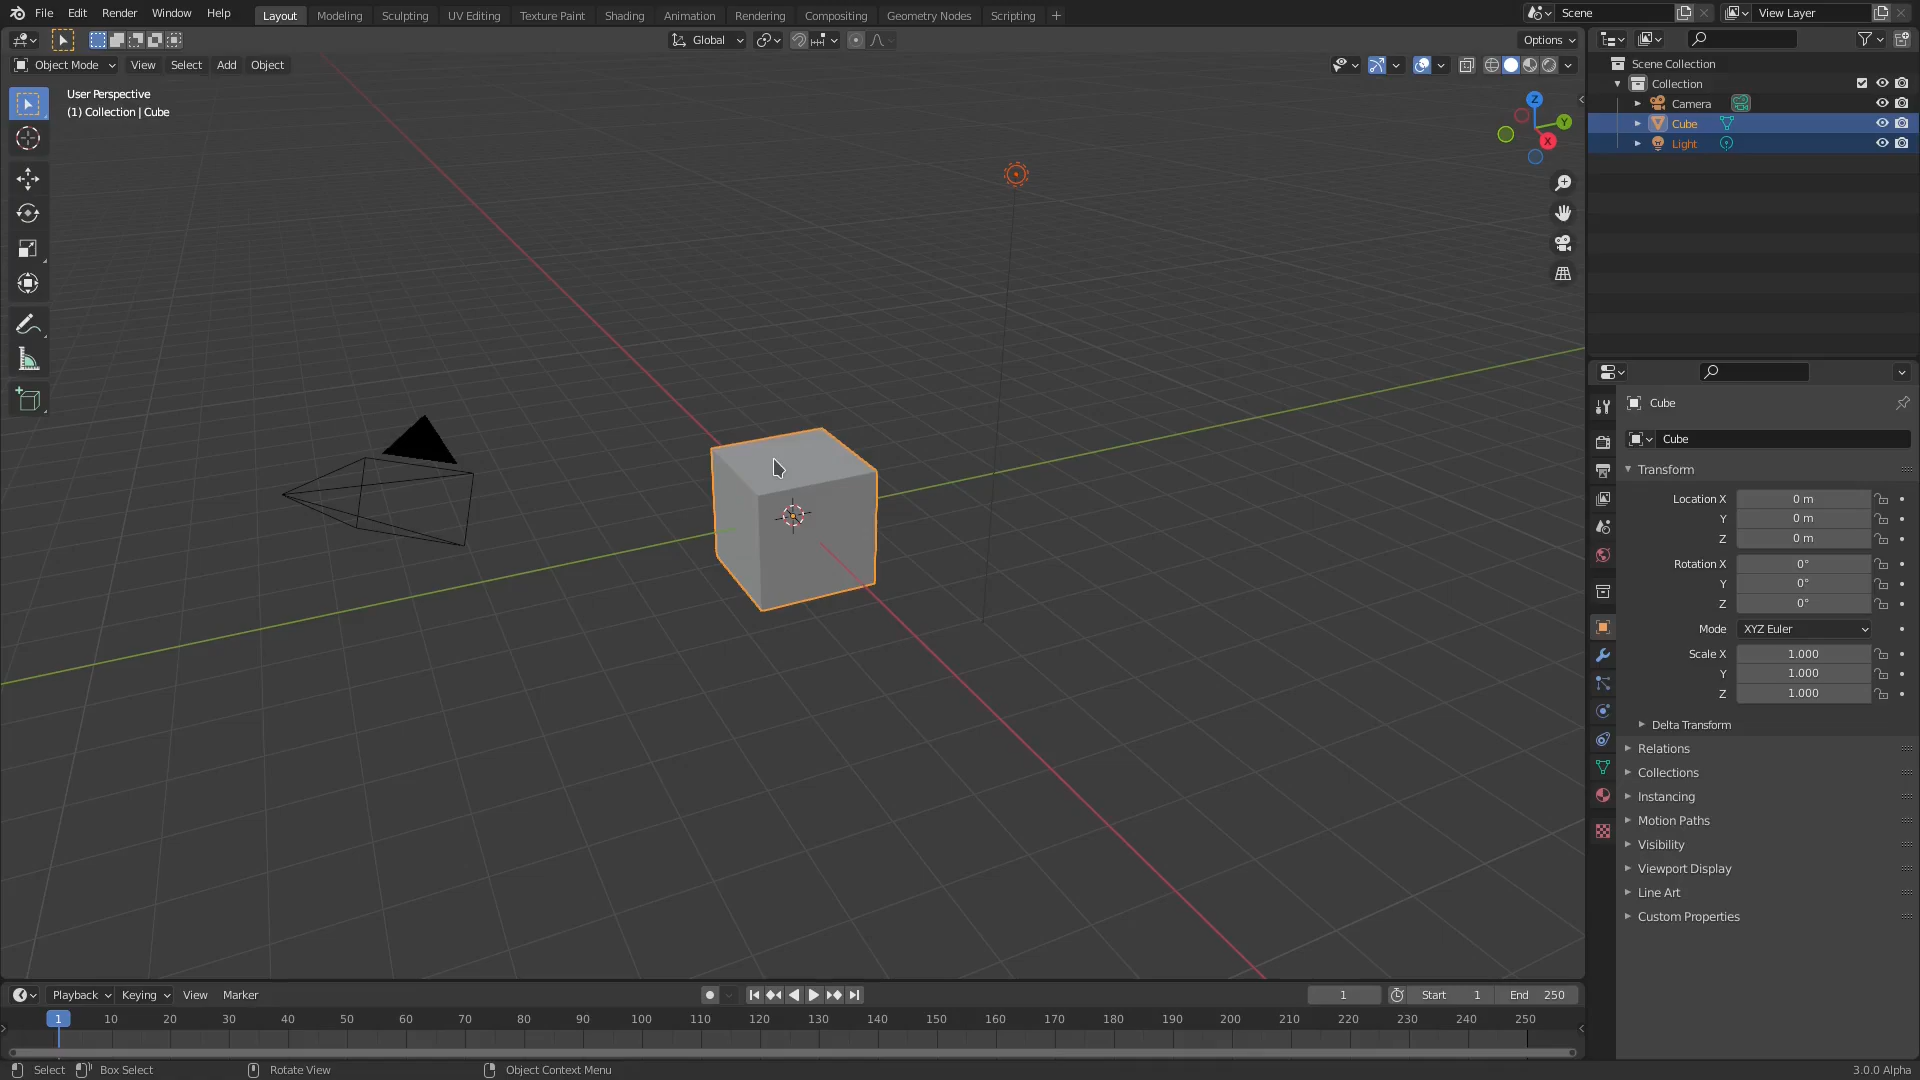 File Edit Render Window Help
Layout Modeling Sculpting UV Editing Texture Paint Shading Animation Rendering Compositing Geometry Nodes Scripting +
Scene
View Layer
Global
Options
Object Mode View Select Add Object
User Perspective
(1) Collection | Cube
Z
Y
X
Scene Collection
Collection
Camera
Cube
Light
Cube
Cube
Transform
Location X 0 m
Y 0 m
Z 0 m
Rotation X 0°
Y 0°
Z 0°
Mode XYZ Euler
Scale X 1.000
Y 1.000
Z 1.000
Delta Transform
Relations
Collections
Instancing
Motion Paths
Visibility
Viewport Display
Line Art
Custom Properties
Playback Keying View Marker
1 Start 1 End 250
1 10 20 30 40 50 60 70 80 90 100 110 120 130 140 150 160 170 180 190 200 210 220 230 240 250
Select Box Select Rotate View Object Context Menu 3.0.0 Alpha